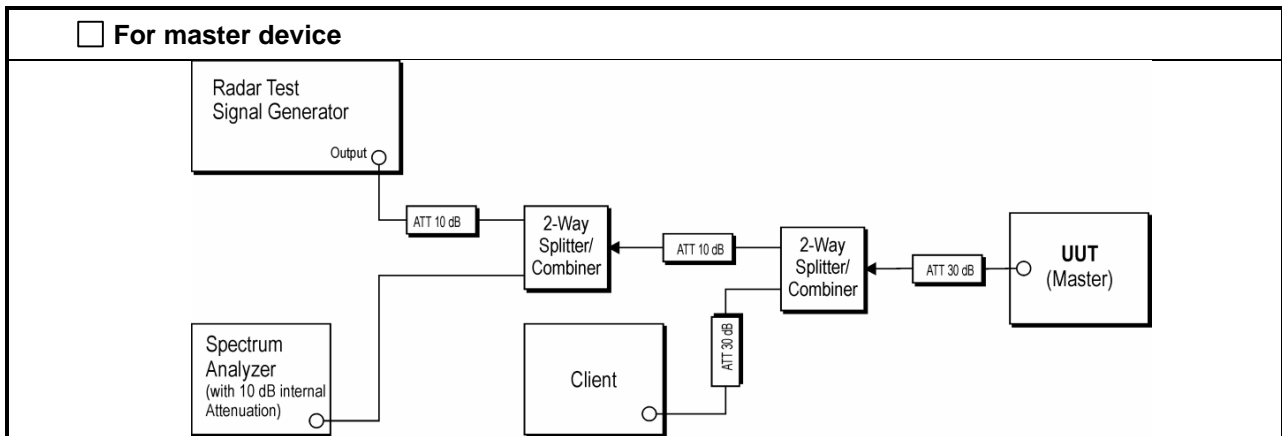 For master device
Radar Test
Signal Generator
Output
ATT 10 dB
2-Way
Splitter/
Combiner
ATT 10 dB
2-Way
Splitter/
Combiner
ATT 30 dB
UUT
(Master)
ATT 30 dB
Spectrum
Analyzer
(with 10 dB internal
Attenuation)
Client